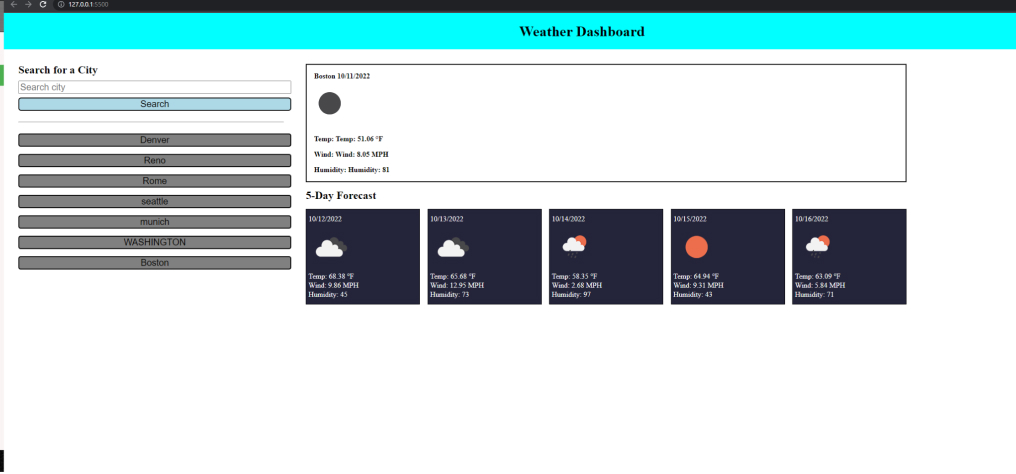 127.0.0.1:5500
Weather Dashboard
Search for a City
Search city
Search
Denver
Reno
Rome
seattle
munich
WASHINGTON
Boston
Boston 10/11/2022
Temp: Temp: 51.06 °F
Wind: Wind: 8.05 MPH
Humidity: Humidity: 81
5-Day Forecast
10/12/2022
Temp: 68.38 °F
Wind: 9.86 MPH
Humidity: 45
10/13/2022
Temp: 65.68 °F
Wind: 12.95 MPH
Humidity: 73
10/14/2022
Temp: 58.35 °F
Wind: 2.68 MPH
Humidity: 97
10/15/2022
Temp: 64.94 °F
Wind: 9.31 MPH
Humidity: 43
10/16/2022
Temp: 63.09 °F
Wind: 5.84 MPH
Humidity: 71